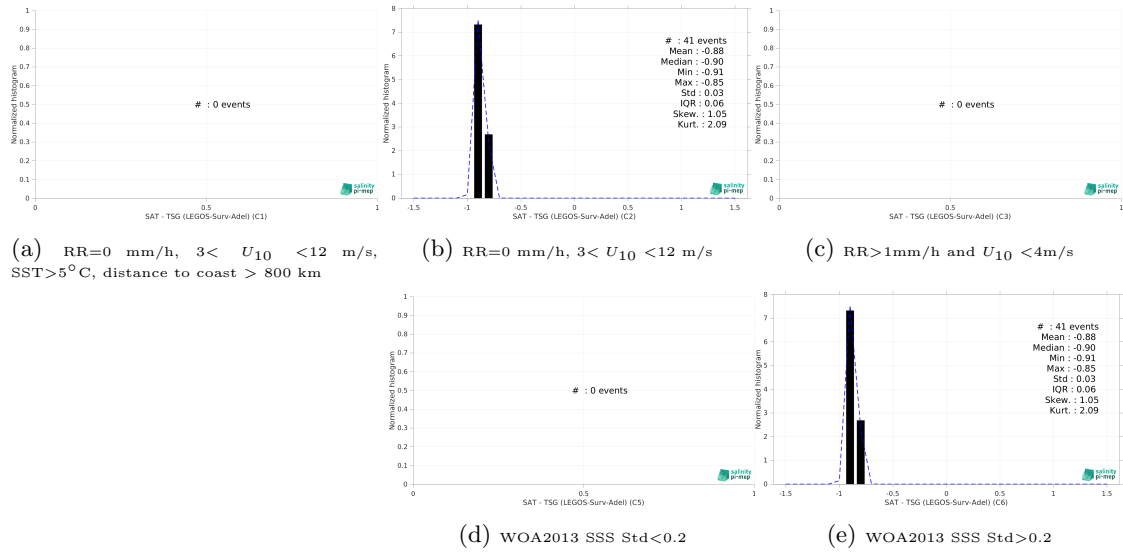 Normalized histogram
1
0.9
0.8
0.7
0.6
0.5
0.4
0.3
0.2
0.1
0
# : 0 events
salinity
pi-mep
0 0.5 1
SAT - TSG (LEGOS-Surv-Adel) (C1)
(a) RR=0 mm/h, 3< U10 <12 m/s,
SST>5°C, distance to coast > 800 km
Normalized histogram
8
7
6
5
4
3
2
1
0
# : 41 events
Mean : -0.88
Median : -0.90
Min : -0.91
Max : -0.85
Std : 0.03
IQR : 0.06
Skew. : 1.05
Kurt. : 2.09
salinity
pi-mep
-1.5 -1 -0.5 0 0.5 1 1.5
SAT - TSG (LEGOS-Surv-Adel) (C2)
(b) RR=0 mm/h, 3< U10 <12 m/s
Normalized histogram
1
0.9
0.8
0.7
0.6
0.5
0.4
0.3
0.2
0.1
0
# : 0 events
salinity
pi-mep
0 0.5 1
SAT - TSG (LEGOS-Surv-Adel) (C3)
(c) RR>1mm/h and U10 <4m/s
Normalized histogram
1
0.9
0.8
0.7
0.6
0.5
0.4
0.3
0.2
0.1
0
# : 0 events
salinity
pi-mep
0 0.5 1
SAT - TSG (LEGOS-Surv-Adel) (C5)
(d) WOA2013 SSS Std<0.2
Normalized histogram
8
7
6
5
4
3
2
1
0
# : 41 events
Mean : -0.88
Median : -0.90
Min : -0.91
Max : -0.85
Std : 0.03
IQR : 0.06
Skew. : 1.05
Kurt. : 2.09
salinity
pi-mep
-1.5 -1 -0.5 0 0.5 1 1.5
SAT - TSG (LEGOS-Surv-Adel) (C6)
(e) WOA2013 SSS Std>0.2